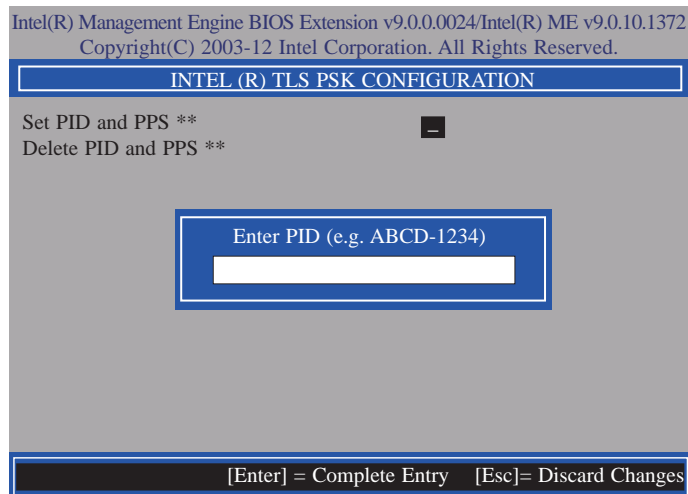 Intel(R) Management Engine BIOS Extension v9.0.0.0024/Intel(R) ME v9.0.10.1372
Copyright(C) 2003-12 Intel Corporation. All Rights Reserved.
INTEL (R) TLS PSK CONFIGURATION
Set PID and PPS ** _
Delete PID and PPS **
Enter PID (e.g. ABCD-1234)
[Enter] = Complete Entry [Esc]= Discard Changes